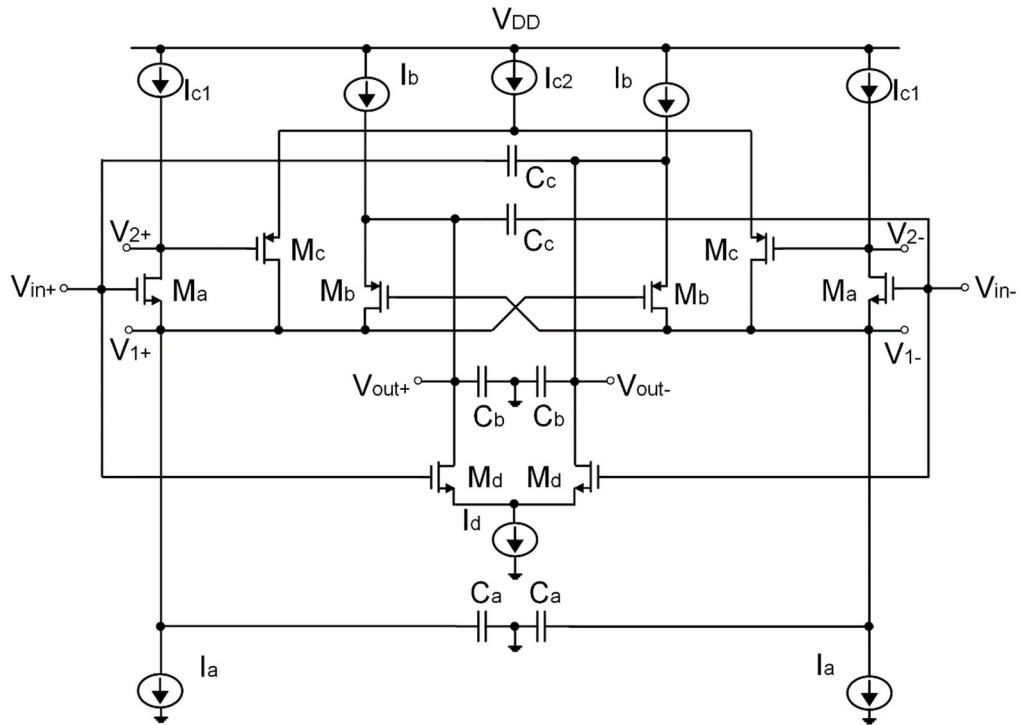 VDD
Ic1
Ib
Ic2
Ib
Ic1
Cc
V2+
Mc
Cc
Mc
V2-
Vin+
Ma
Mb
Mb
Ma
Vin-
V1+
V1-
Vout+
Vout-
Cb
Cb
Md
Md
Id
Ca
Ca
Ia
Ia